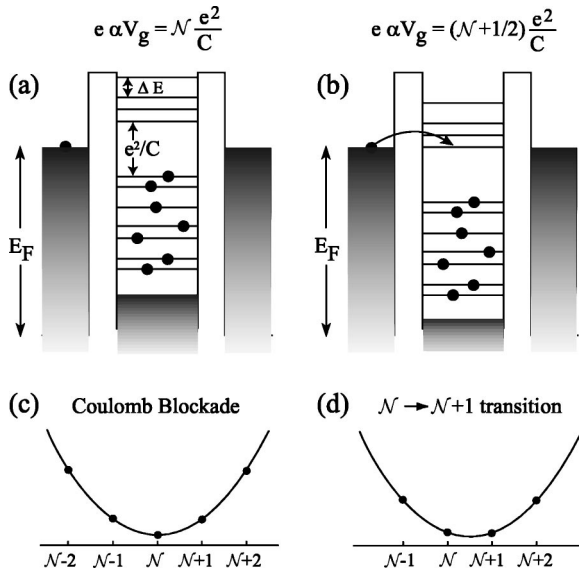 e αV_g = 𝒩 e²/C
e αV_g = (𝒩+1/2) e²/C
(a)
Δ E
e²/C
E_F
(b)
E_F
(c) Coulomb Blockade
𝒩-2 𝒩-1 𝒩 𝒩+1 𝒩+2
(d) 𝒩 → 𝒩+1 transition
𝒩-1 𝒩 𝒩+1 𝒩+2